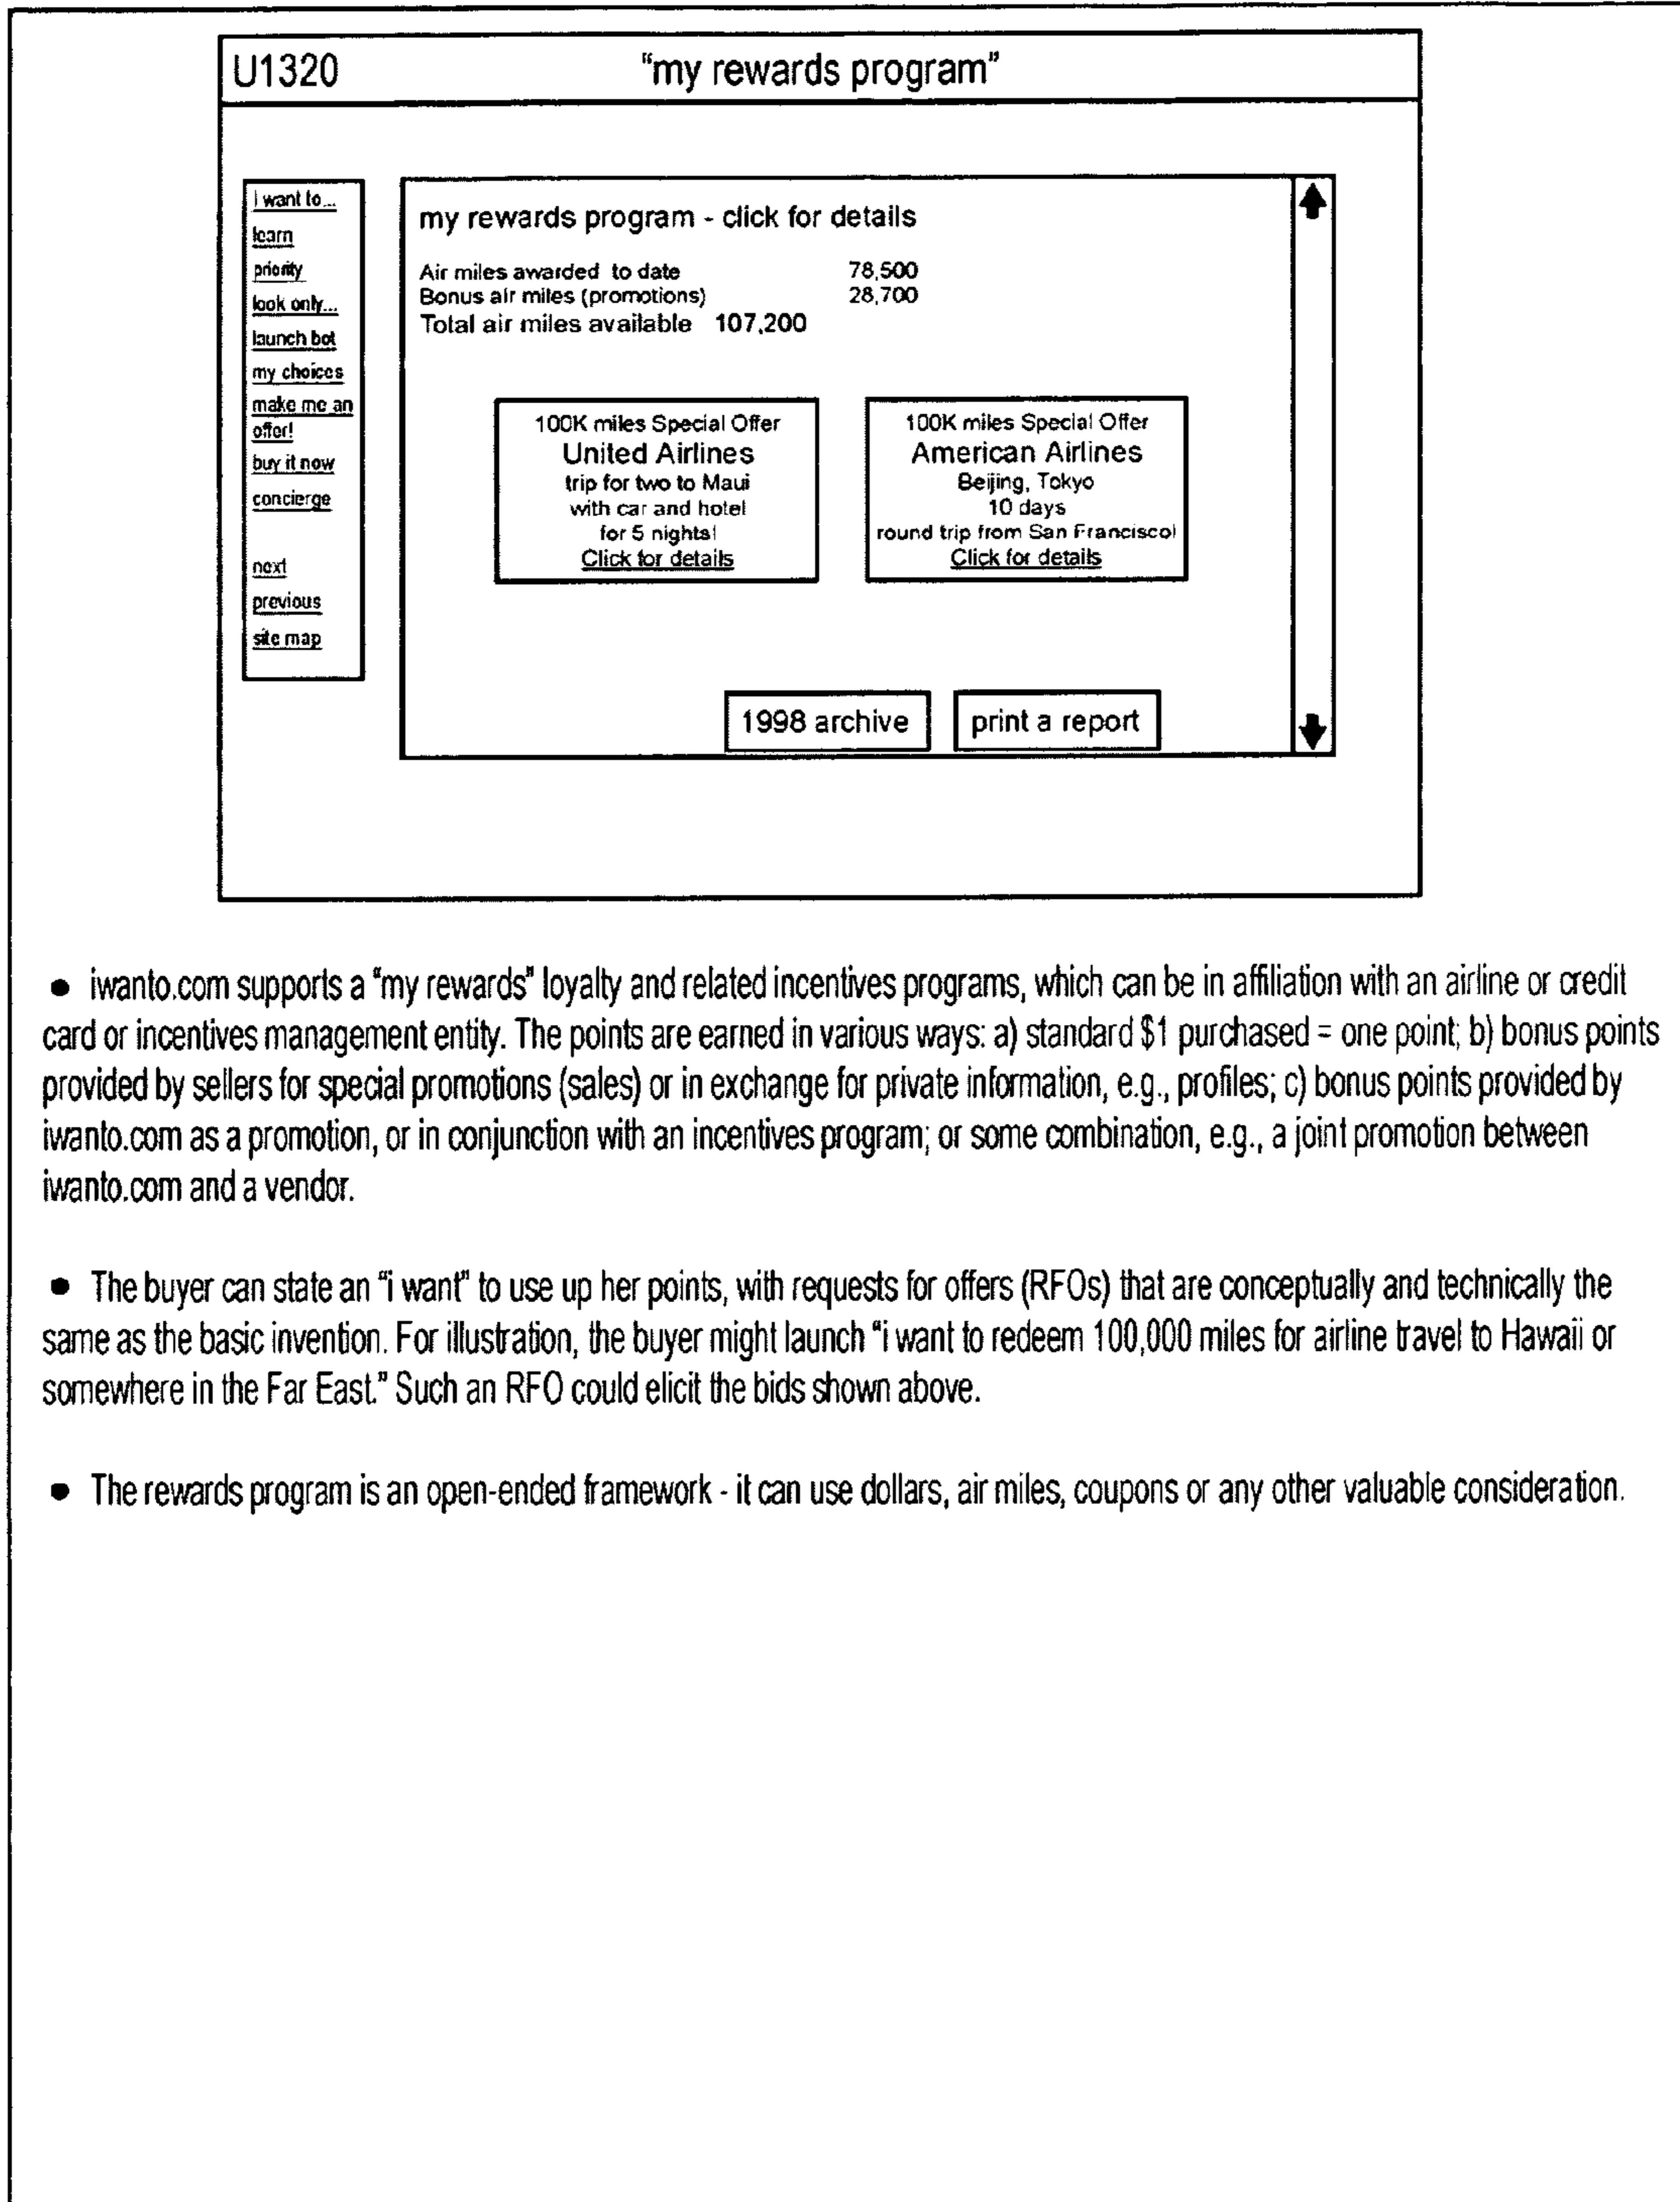 U1320 "my rewards program"
i want to...
learn
priority
look only...
launch bot
my choices
make me an
offer!
buy it now
concierge
next
previous
site map
my rewards program - click for details
Air miles awarded to date 78,500
Bonus air miles (promotions) 28,700
Total air miles available 107,200
100K miles Special Offer
United Airlines
trip for two to Maui
with car and hotel
for 5 nights!
Click for details
100K miles Special Offer
American Airlines
Beijing, Tokyo
10 days
round trip from San Francisco!
Click for details
1998 archive
print a report
• iwanto.com supports a "my rewards" loyalty and related incentives programs, which can be in affiliation with an airline or credit
card or incentives management entity. The points are earned in various ways: a) standard $1 purchased = one point; b) bonus points
provided by sellers for special promotions (sales) or in exchange for private information, e.g., profiles; c) bonus points provided by
iwanto.com as a promotion, or in conjunction with an incentives program; or some combination, e.g., a joint promotion between
iwanto.com and a vendor.
• The buyer can state an "i want" to use up her points, with requests for offers (RFOs) that are conceptually and technically the
same as the basic invention. For illustration, the buyer might launch "i want to redeem 100,000 miles for airline travel to Hawaii or
somewhere in the Far East." Such an RFO could elicit the bids shown above.
• The rewards program is an open-ended framework - it can use dollars, air miles, coupons or any other valuable consideration.